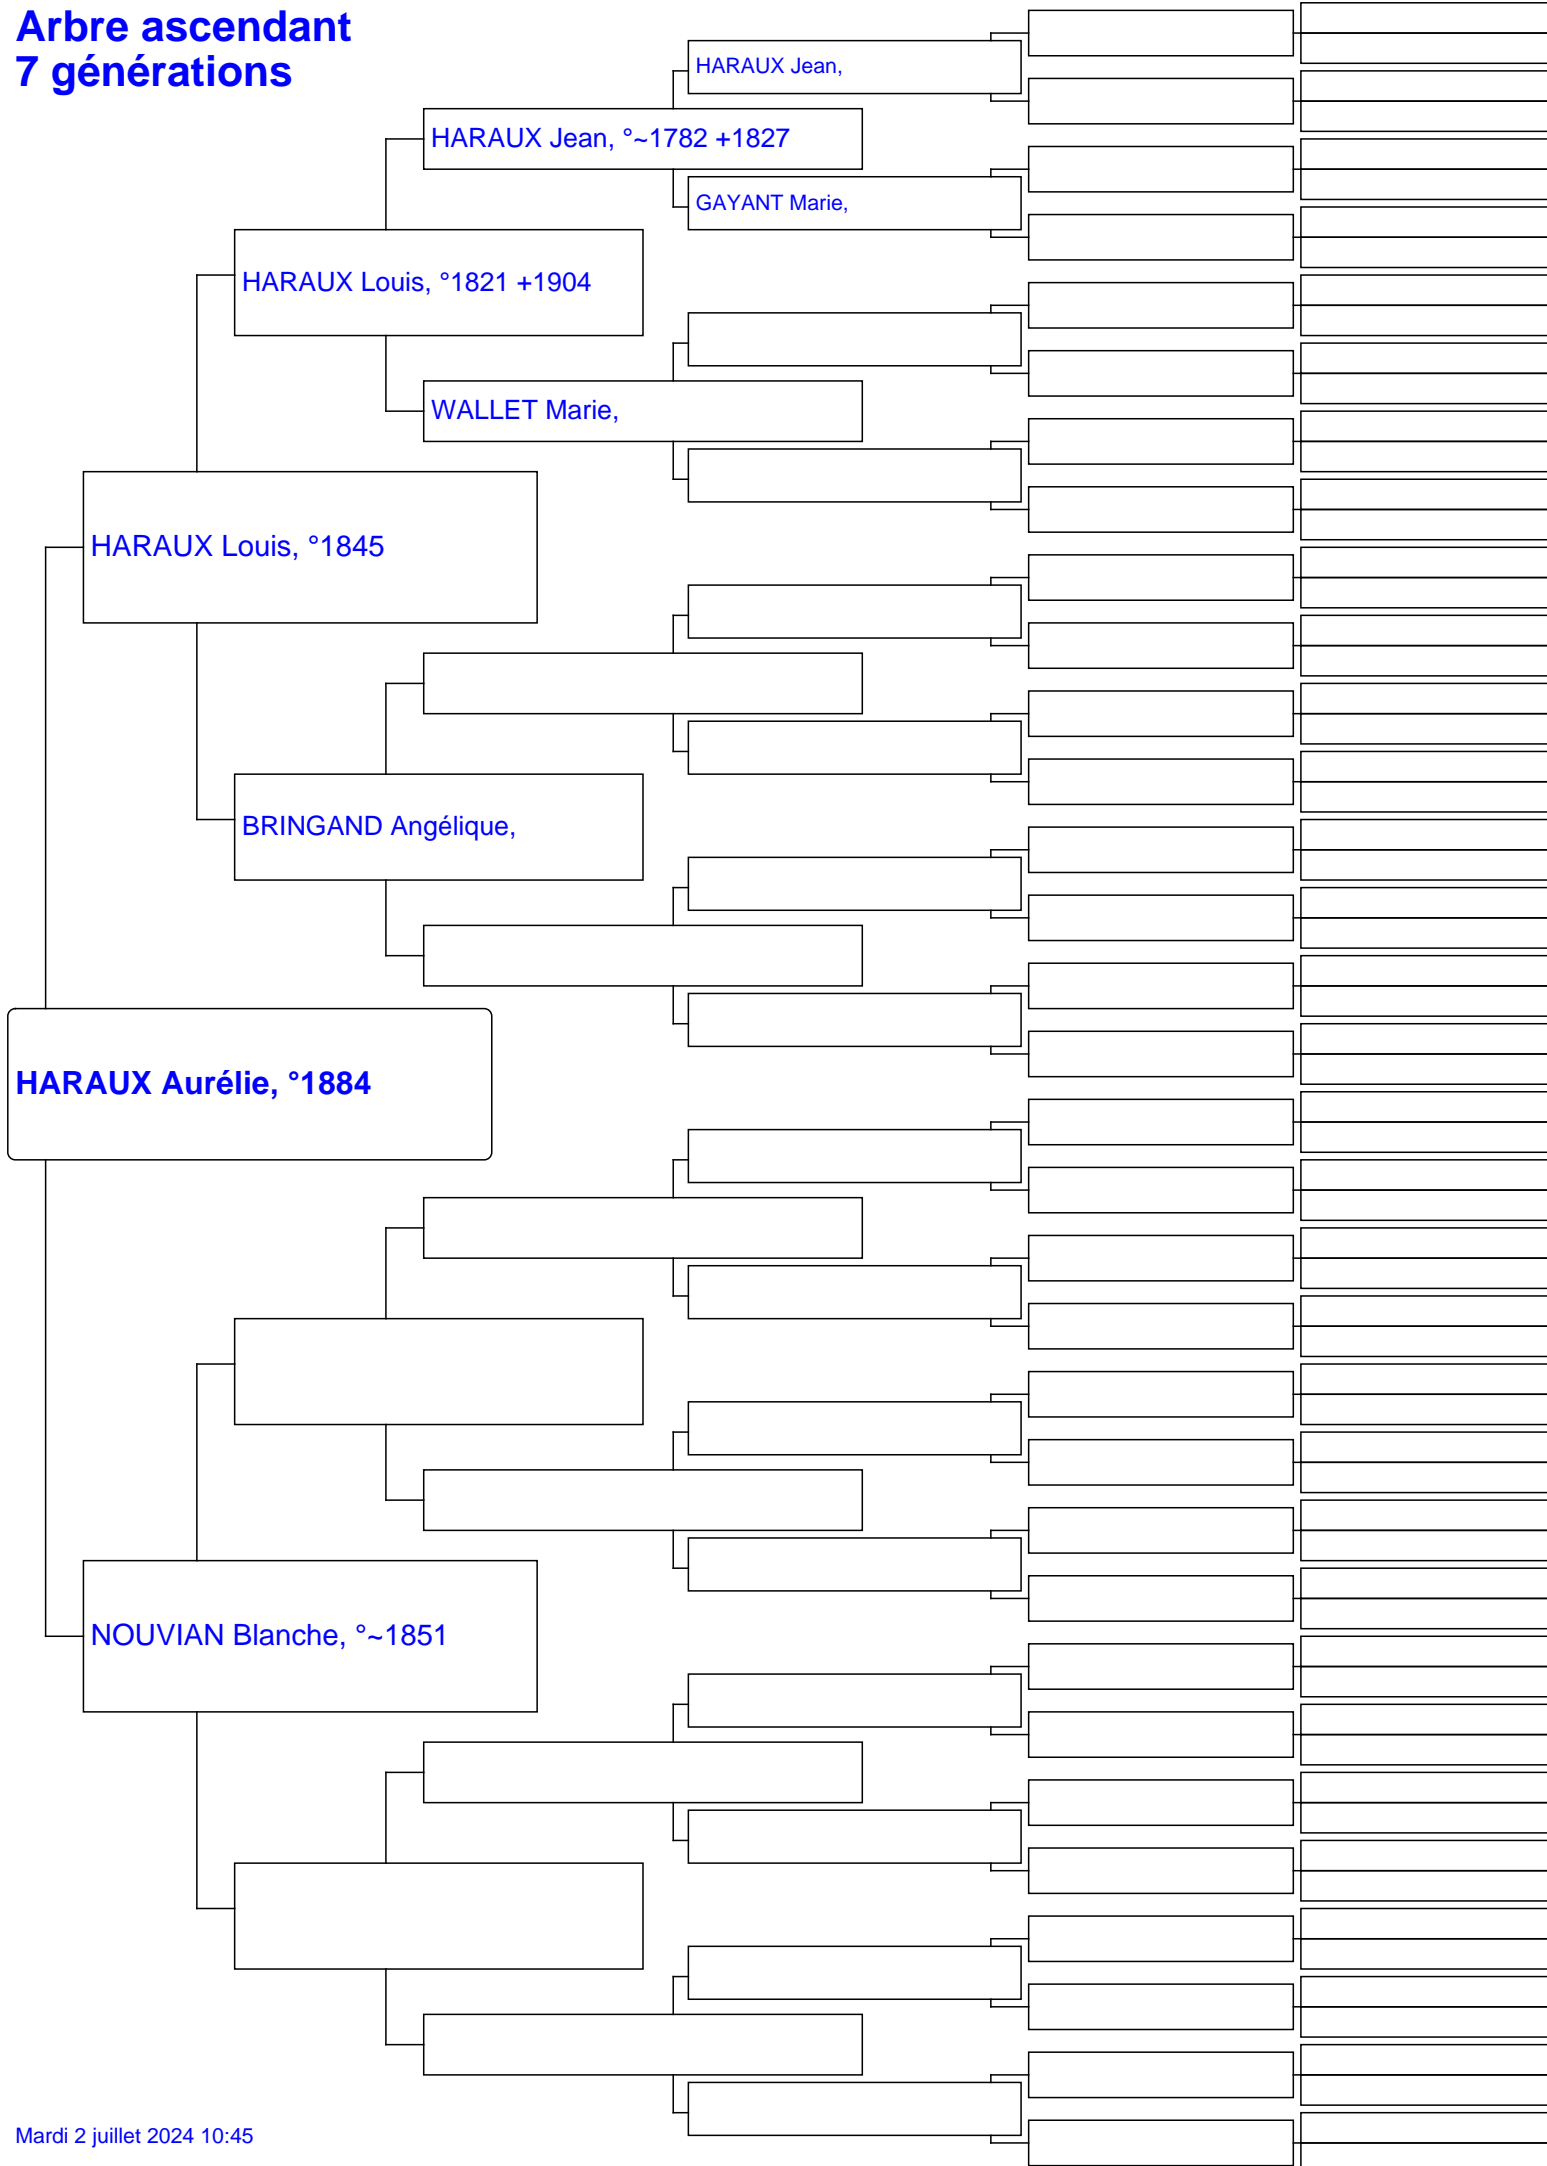 Arbre ascendant
7 générations
HARAUX Jean,
HARAUX Jean, °~1782 +1827
GAYANT Marie,
HARAUX Louis, °1821 +1904
WALLET Marie,
HARAUX Louis, °1845
BRINGAND Angélique,
HARAUX Aurélie, °1884
NOUVIAN Blanche, °~1851
Mardi 2 juillet 2024 10:45